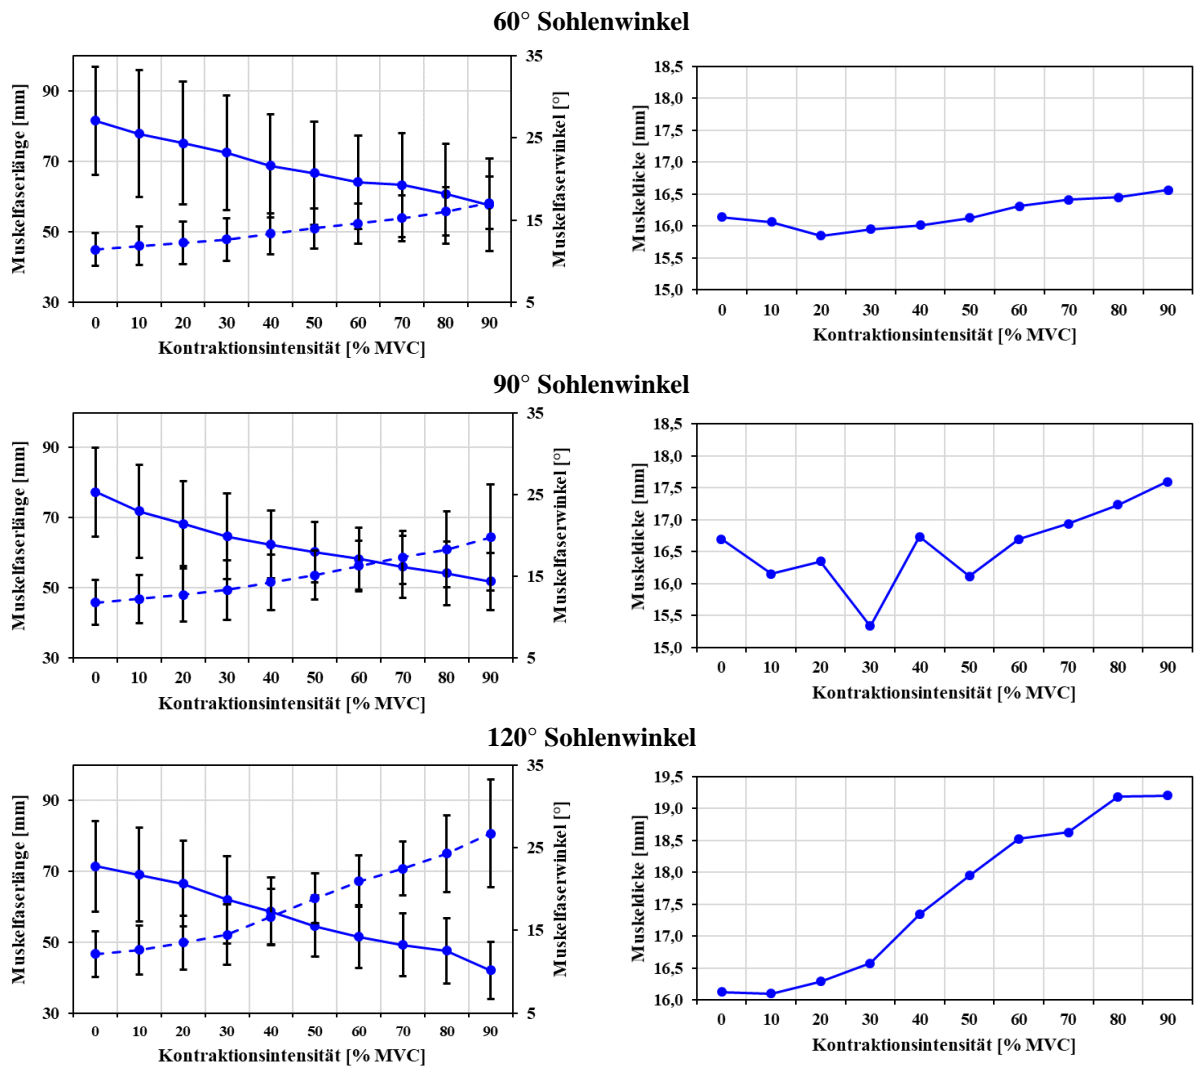 60° Sohlenwinkel
Muskelfaserlänge [mm]
90
70
50
30
35
25
15
5
Muskelfaserwinkel [°]
0 10 20 30 40 50 60 70 80 90
Kontraktionsintensität [% MVC]
Muskeldicke [mm]
18,5
18,0
17,5
17,0
16,5
16,0
15,5
15,0
0 10 20 30 40 50 60 70 80 90
Kontraktionsintensität [% MVC]
90° Sohlenwinkel
Muskelfaserlänge [mm]
90
70
50
30
35
25
15
5
Muskelfaserwinkel [°]
0 10 20 30 40 50 60 70 80 90
Kontraktionsintensität [% MVC]
Muskeldicke [mm]
18,5
18,0
17,5
17,0
16,5
16,0
15,5
15,0
0 10 20 30 40 50 60 70 80 90
Kontraktionsintensität [% MVC]
120° Sohlenwinkel
Muskelfaserlänge [mm]
90
70
50
30
35
25
15
5
Muskelfaserwinkel [°]
0 10 20 30 40 50 60 70 80 90
Kontraktionsintensität [% MVC]
Muskeldicke [mm]
19,5
19,0
18,5
18,0
17,5
17,0
16,5
16,0
0 10 20 30 40 50 60 70 80 90
Kontraktionsintensität [% MVC]